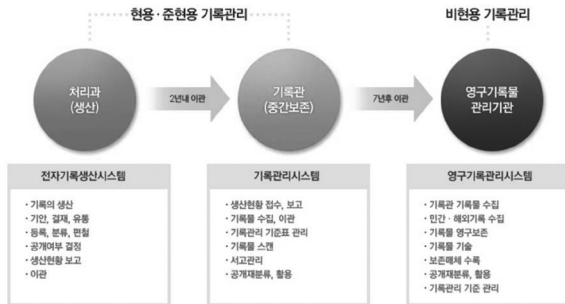 현용 · 준현용 기록관리
비현용 기록관리
처리과
(생산)
2년내 이관
기록관
(중간보존)
7년후 이관
영구기록물
관리기관
전자기록생산시스템
· 기록의 생산
· 기안, 결재, 유통
· 등록, 분류, 편철
· 공개여부 결정
· 생산현황 보고
· 이관
기록관리시스템
· 생산현황 접수, 보고
· 기록물 수집, 이관
· 기록관리 기준표 관리
· 기록물 스캔
· 서고관리
· 공개재분류, 활용
영구기록관리시스템
· 기록관 기록물 수집
· 민간 · 해외기록 수집
· 기록물 영구보존
· 기록물 기술
· 보존매체 수록
· 공개재분류, 활용
· 기록관리 기준 관리